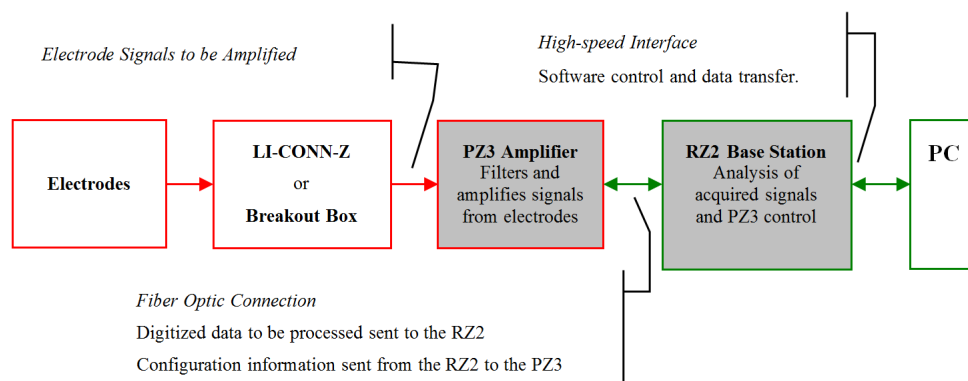 Electrode Signals to be Amplified
High-speed Interface
Software control and data transfer.
Electrodes
LI-CONN-Z
or
Breakout Box
PZ3 Amplifier
Filters and
amplifies signals
from electrodes
RZ2 Base Station
Analysis of
acquired signals
and PZ3 control
PC
Fiber Optic Connection
Digitized data to be processed sent to the RZ2
Configuration information sent from the RZ2 to the PZ3